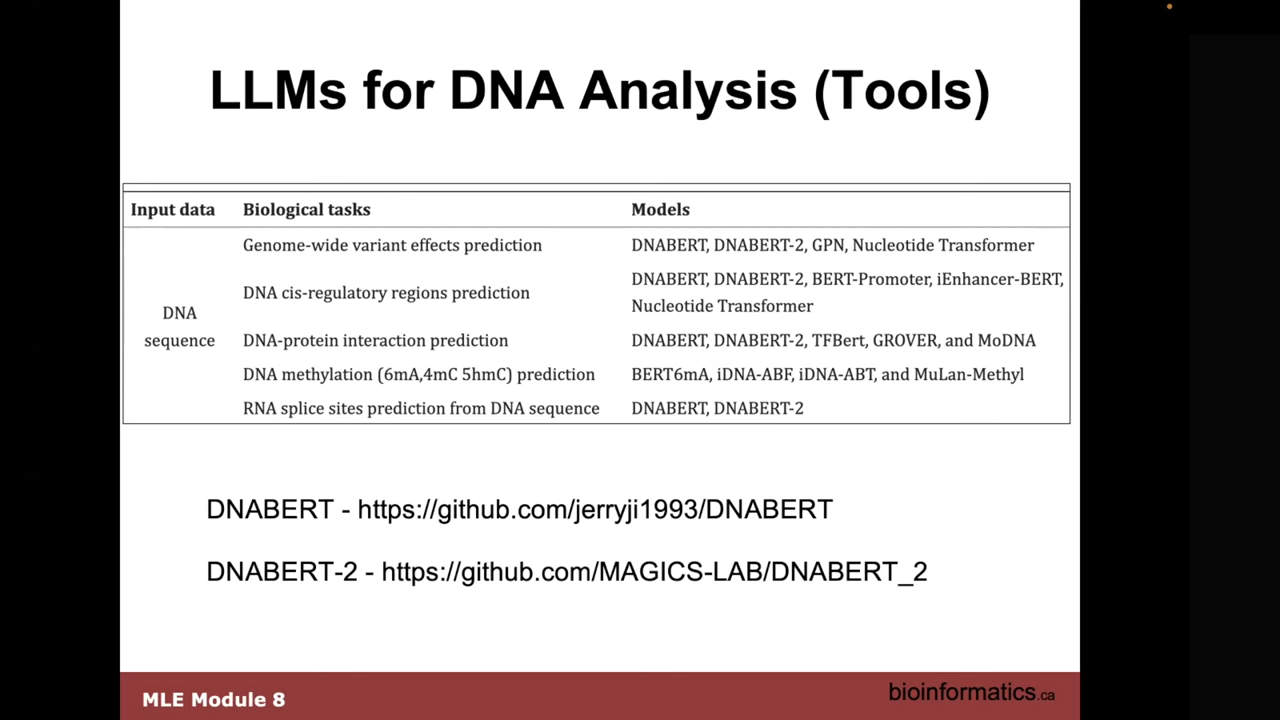 LLMs for DNA Analysis (Tools)
Input data Biological tasks Models
Genome-wide variant effects prediction DNABERT, DNABERT-2, GPN, Nucleotide Transformer
DNA cis-regulatory regions prediction DNABERT, DNABERT-2, BERT-Promoter, iEnhancer-BERT,
Nucleotide Transformer
DNA
sequence
DNA-protein interaction prediction DNABERT, DNABERT-2, TFBert, GROVER, and MoDNA
DNA methylation (6mA,4mC 5hmC) prediction BERT6mA, iDNA-ABF, iDNA-ABT, and MuLan-Methyl
RNA splice sites prediction from DNA sequence DNABERT, DNABERT-2
DNABERT - https://github.com/jerryji1993/DNABERT
DNABERT-2 - https://github.com/MAGICS-LAB/DNABERT_2
MLE Module 8
bioinformatics.ca